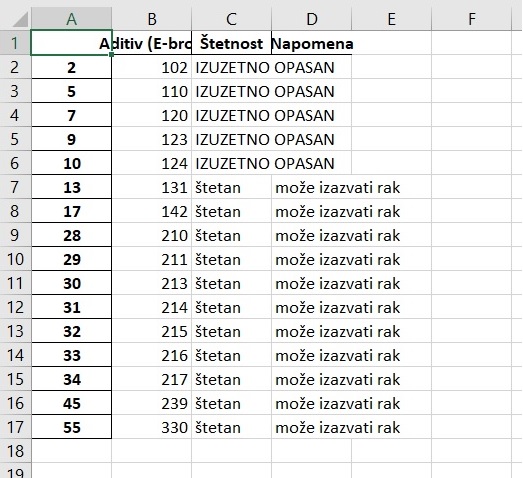 A B C D E F
1 Aditiv (E-bro Štetnost Napomena
2 2 102 IZUZETNO OPASAN
3 5 110 IZUZETNO OPASAN
4 7 120 IZUZETNO OPASAN
5 9 123 IZUZETNO OPASAN
6 10 124 IZUZETNO OPASAN
7 13 131 štetan može izazvati rak
8 17 142 štetan može izazvati rak
9 28 210 štetan može izazvati rak
10 29 211 štetan može izazvati rak
11 30 213 štetan može izazvati rak
12 31 214 štetan može izazvati rak
13 32 215 štetan može izazvati rak
14 33 216 štetan može izazvati rak
15 34 217 štetan može izazvati rak
16 45 239 štetan može izazvati rak
17 55 330 štetan može izazvati rak
18
19